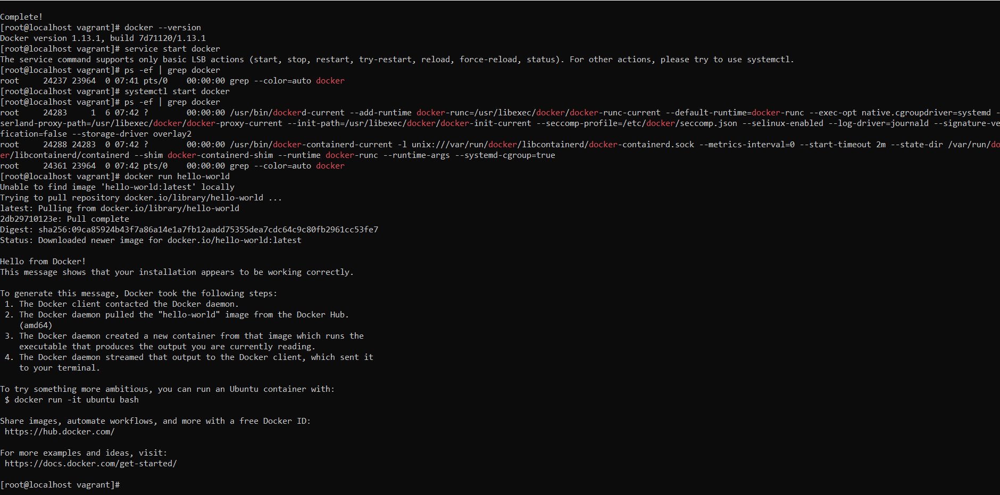 Complete!
[root@localhost vagrant]# docker --version
Docker version 1.13.1, build 7d71120/1.13.1
[root@localhost vagrant]# service start docker
The service command supports only basic LSB actions (start, stop, restart, try-restart, reload, force-reload, status). For other actions, please try to use systemctl.
[root@localhost vagrant]# ps -ef | grep docker
root     24237 23964  0 07:41 pts/0    00:00:00 grep --color=auto docker
[root@localhost vagrant]# systemctl start docker
[root@localhost vagrant]# ps -ef | grep docker
root     24283     1  6 07:42 ?        00:00:00 /usr/bin/dockerd-current --add-runtime docker-runc=/usr/libexec/docker/docker-runc-current --default-runtime=docker-runc --exec-opt native.cgroupdriver=systemd -
serland-proxy-path=/usr/libexec/docker/docker-proxy-current --init-path=/usr/libexec/docker/docker-init-current --seccomp-profile=/etc/docker/seccomp.json --selinux-enabled --log-driver=journald --signature-ve
fication=false --storage-driver overlay2
root     24288 24283  0 07:42 ?        00:00:00 /usr/bin/docker-containerd-current -l unix:///var/run/docker/libcontainerd/docker-containerd.sock --metrics-interval=0 --start-timeout 2m --state-dir /var/run/do
er/libcontainerd/containerd --shim docker-containerd-shim --runtime docker-runc --runtime-args --systemd-cgroup=true
root     24361 23964  0 07:42 pts/0    00:00:00 grep --color=auto docker
[root@localhost vagrant]# docker run hello-world
Unable to find image 'hello-world:latest' locally
Trying to pull repository docker.io/library/hello-world ...
latest: Pulling from docker.io/library/hello-world
2db29710123e: Pull complete
Digest: sha256:09ca85924b43f7a86a14e1a7fb12aadd75355dea7cdc64c9c80fb2961cc53fe7
Status: Downloaded newer image for docker.io/hello-world:latest

Hello from Docker!
This message shows that your installation appears to be working correctly.

To generate this message, Docker took the following steps:
 1. The Docker client contacted the Docker daemon.
 2. The Docker daemon pulled the "hello-world" image from the Docker Hub.
    (amd64)
 3. The Docker daemon created a new container from that image which runs the
    executable that produces the output you are currently reading.
 4. The Docker daemon streamed that output to the Docker client, which sent it
    to your terminal.

To try something more ambitious, you can run an Ubuntu container with:
 $ docker run -it ubuntu bash

Share images, automate workflows, and more with a free Docker ID:
 https://hub.docker.com/

For more examples and ideas, visit:
 https://docs.docker.com/get-started/

[root@localhost vagrant]#